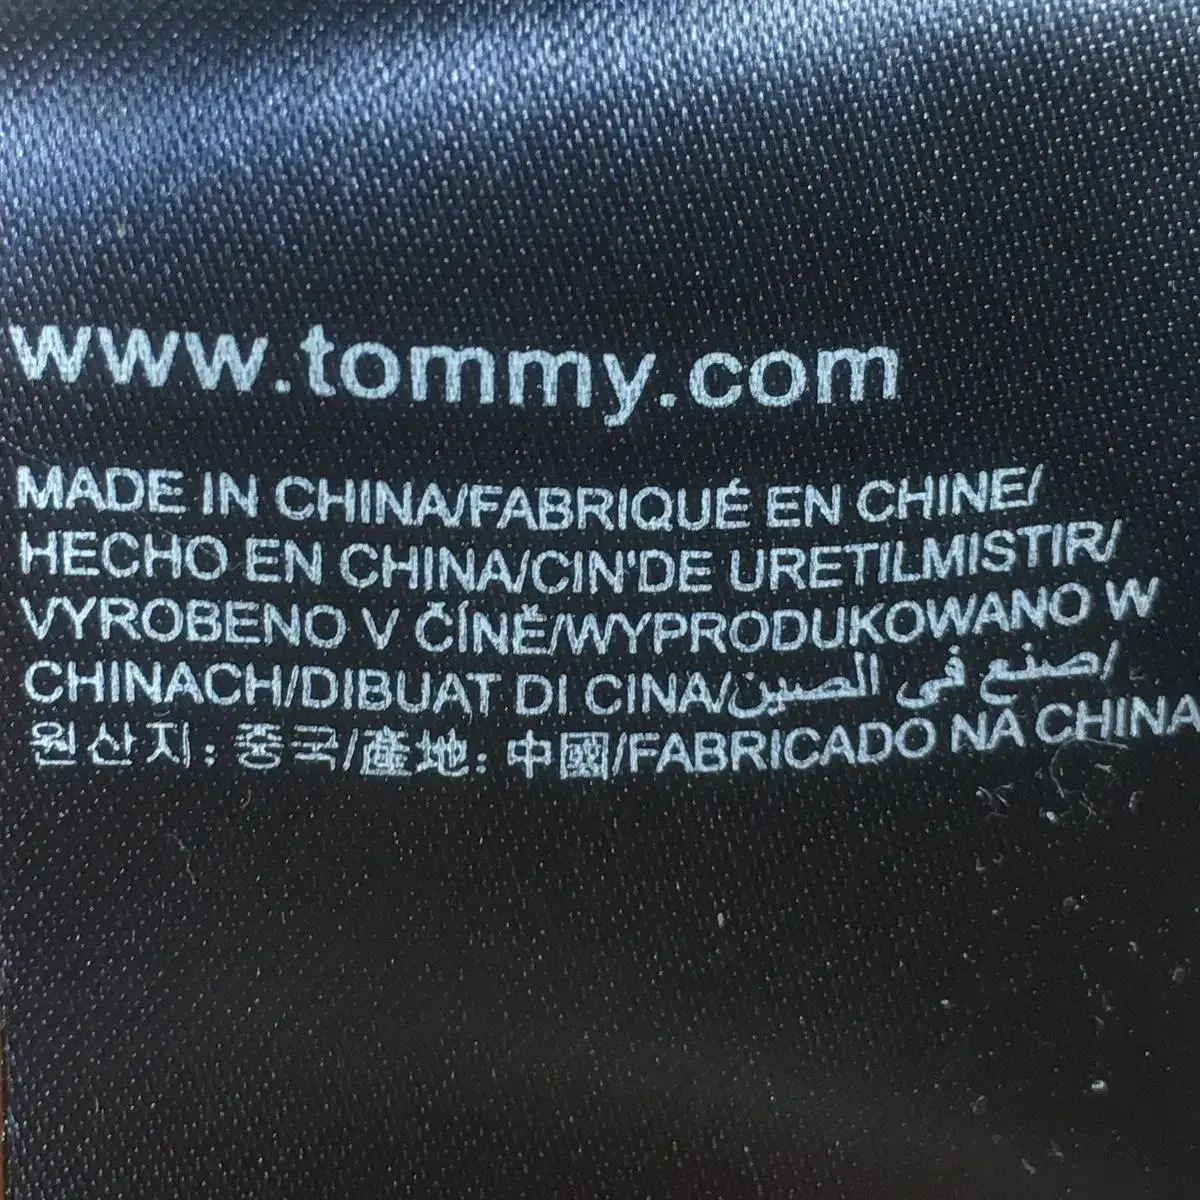 www.tommy.com
MADE IN CHINA/FABRIQUÉ EN CHINE/
HECHO EN CHINA/CIN'DE URETILMISTIR/
VYROBENO V ČÍNĚ/WYPRODUKOWANO W
CHINACH/DIBUAT DI CINA/صنع في الصين/
원산지: 중국/產地: 中國/FABRICADO NA CHINA